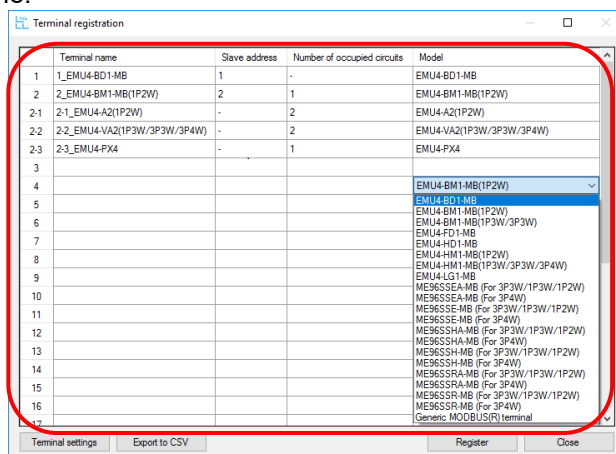 Terminal registration
Terminal name Slave address Number of occupied circuits Model
1 1_EMU4-BD1-MB 1 - EMU4-BD1-MB
2 2_EMU4-BM1-MB(1P2W) 2 1 EMU4-BM1-MB(1P2W)
2-1 2-1_EMU4-A2(1P2W) - 2 EMU4-A2(1P2W)
2-2 2-2_EMU4-VA2(1P3W/3P3W/3P4W) - 2 EMU4-VA2(1P3W/3P3W/3P4W)
2-3 2-3_EMU4-PX4 - 1 EMU4-PX4
3
4 EMU4-BM1-MB(1P2W)
5 EMU4-BD1-MB
EMU4-BM1-MB(1P2W)
6 EMU4-BM1-MB(1P3W/3P3W)
EMU4-FD1-MB
7 EMU4-HD1-MB
EMU4-HM1-MB(1P2W)
8 EMU4-HM1-MB(1P3W/3P3W/3P4W)
9 EMU4-LG1-MB
ME96SSEA-MB (For 3P3W/1P3W/1P2W)
10 ME96SSEA-MB (For 3P4W)
11 ME96SSE-MB (For 3P3W/1P3W/1P2W)
ME96SSE-MB (For 3P4W)
12 ME96SSHA-MB (For 3P3W/1P3W/1P2W)
ME96SSHA-MB (For 3P4W)
13 ME96SSH-MB (For 3P3W/1P3W/1P2W)
ME96SSH-MB (For 3P4W)
14 ME96SSRA-MB (For 3P3W/1P3W/1P2W)
15 ME96SSRA-MB (For 3P4W)
16 ME96SSR-MB (For 3P3W/1P3W/1P2W)
ME96SSR-MB (For 3P4W)
17 Generic MODBUS(R) terminal
Terminal settings Export to CSV Register Close